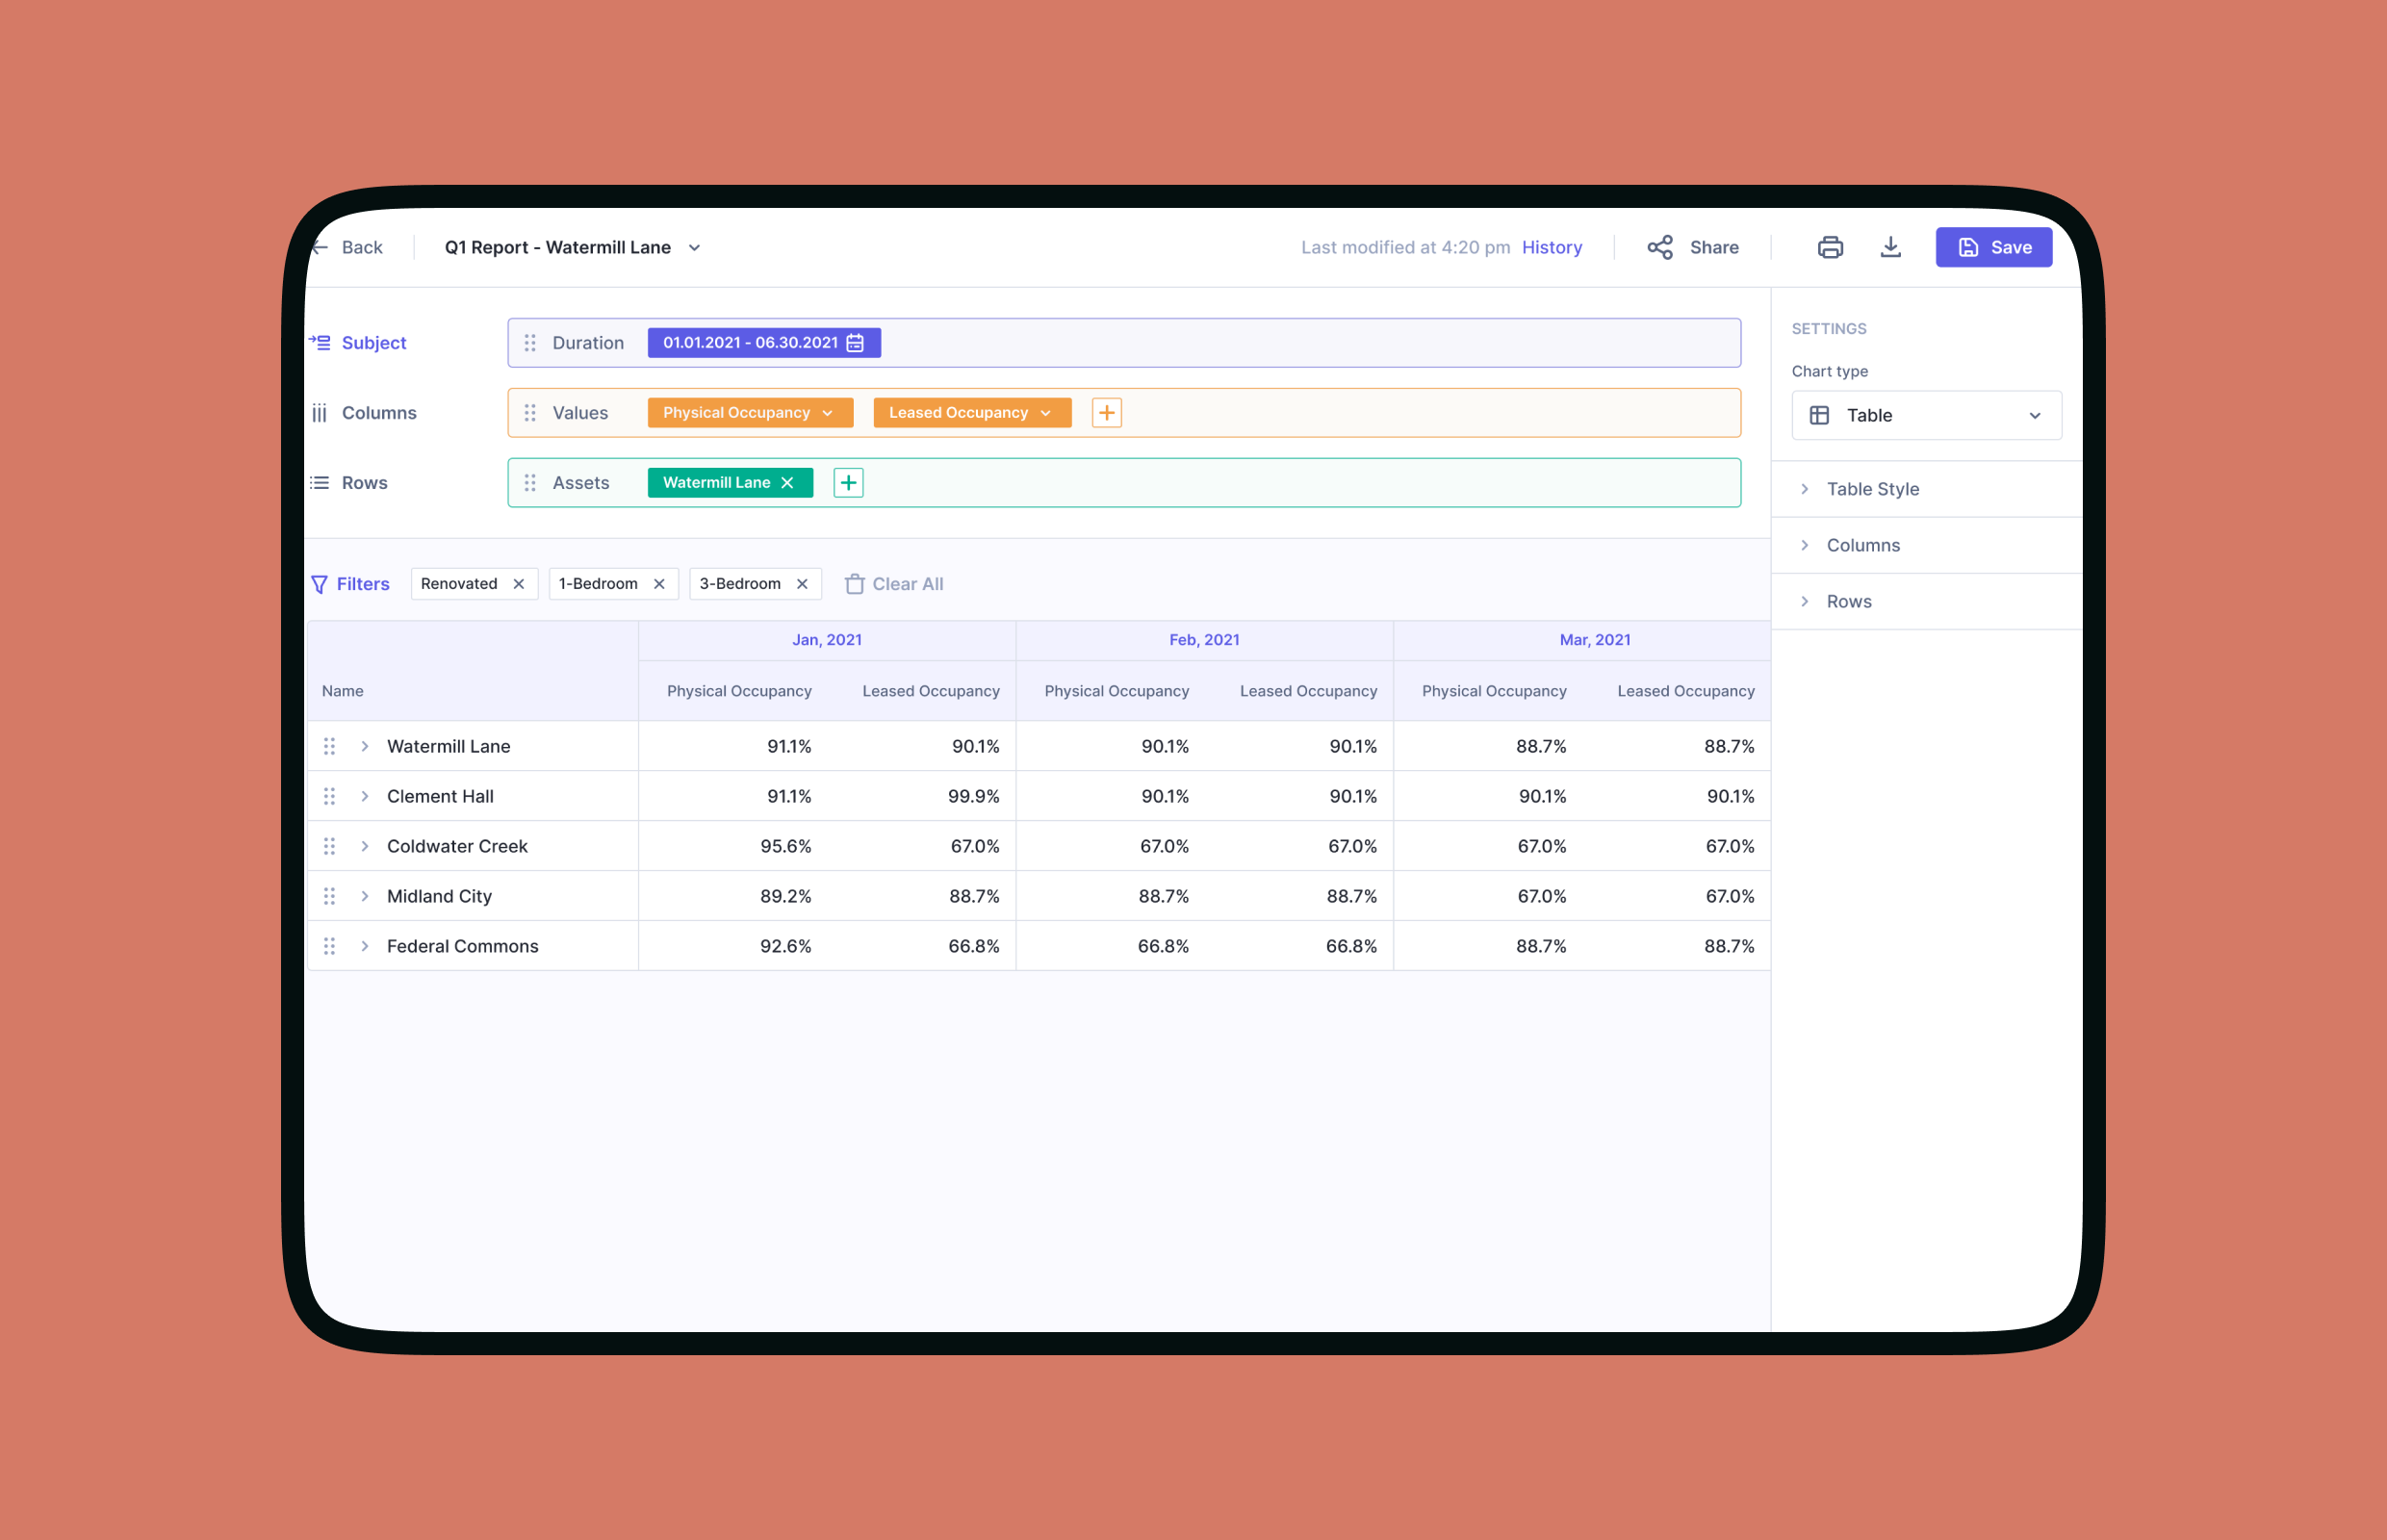 Back
Q1 Report - Watermill Lane
Last modified at 4:20 pm History
Share
Save
Subject
Duration 01.01.2021 - 06.30.2021
Columns
Values Physical Occupancy Leased Occupancy
Rows
Assets Watermill Lane
SETTINGS
Chart type
Table
Table Style
Columns
Rows
Filters Renovated 1-Bedroom 3-Bedroom Clear All
Jan, 2021 Feb, 2021 Mar, 2021
Name Physical Occupancy Leased Occupancy Physical Occupancy Leased Occupancy Physical Occupancy Leased Occupancy
Watermill Lane 91.1% 90.1% 90.1% 90.1% 88.7% 88.7%
Clement Hall 91.1% 99.9% 90.1% 90.1% 90.1% 90.1%
Coldwater Creek 95.6% 67.0% 67.0% 67.0% 67.0% 67.0%
Midland City 89.2% 88.7% 88.7% 88.7% 67.0% 67.0%
Federal Commons 92.6% 66.8% 66.8% 66.8% 88.7% 88.7%